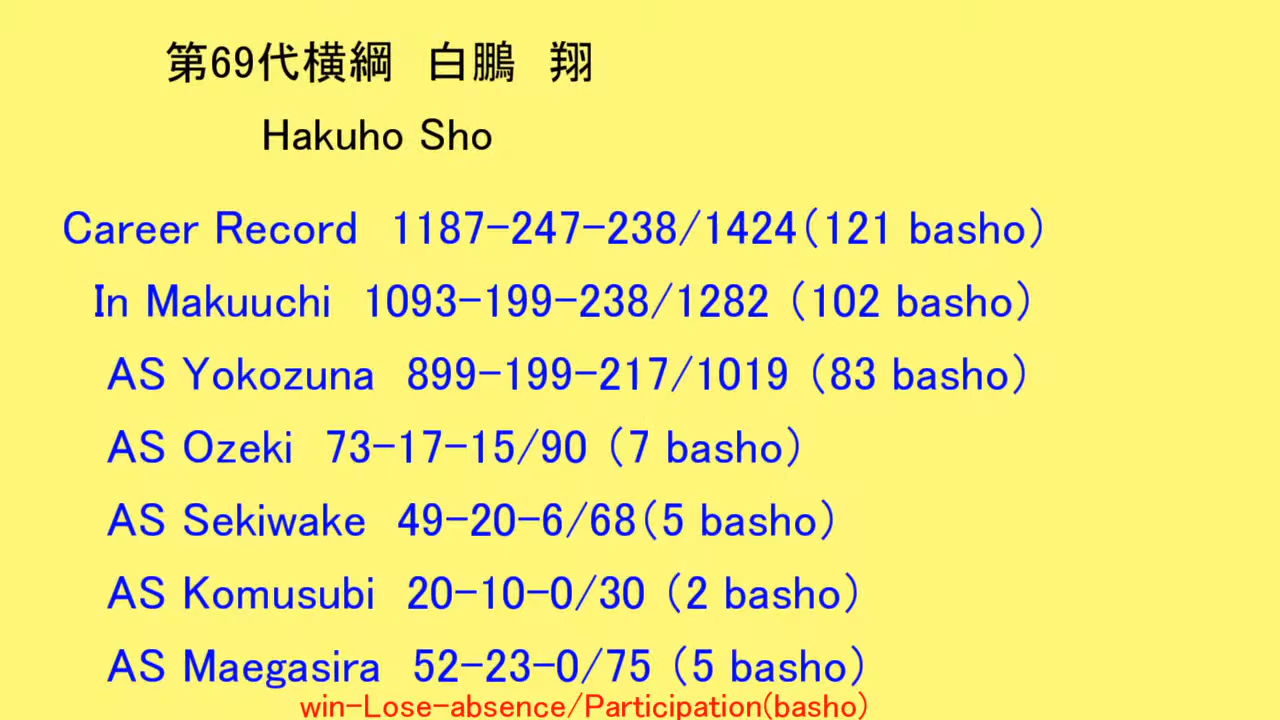 第69代横綱　白鵬　翔
Hakuho Sho
Career Record 1187-247-238/1424(121 basho)
In Makuuchi 1093-199-238/1282 (102 basho)
AS Yokozuna 899-199-217/1019 (83 basho)
AS Ozeki 73-17-15/90 (7 basho)
AS Sekiwake 49-20-6/68(5 basho)
AS Komusubi 20-10-0/30 (2 basho)
AS Maegasira 52-23-0/75 (5 basho)
win-Lose-absence/Participation(basho)